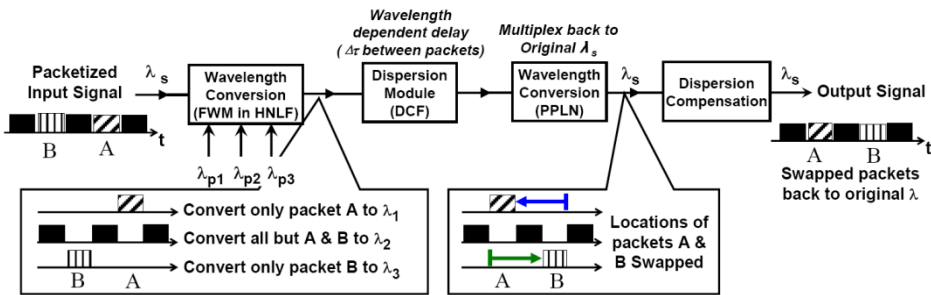 Wavelength
dependent delay
(Δτ between packets)
Multiplex back to
Original λs
Packetized
Input Signal
λs
Wavelength
Conversion
(FWM in HNLF)
Dispersion
Module
(DCF)
Wavelength
Conversion
(PPLN)
λs
Dispersion
Compensation
λs
Output Signal
t
B
A
λp1 λp2 λp3
t
A
B
Swapped packets
back to original λ
Convert only packet A to λ1
Convert all but A & B to λ2
Convert only packet B to λ3
B
A
Locations of
packets A &
B Swapped
A
B